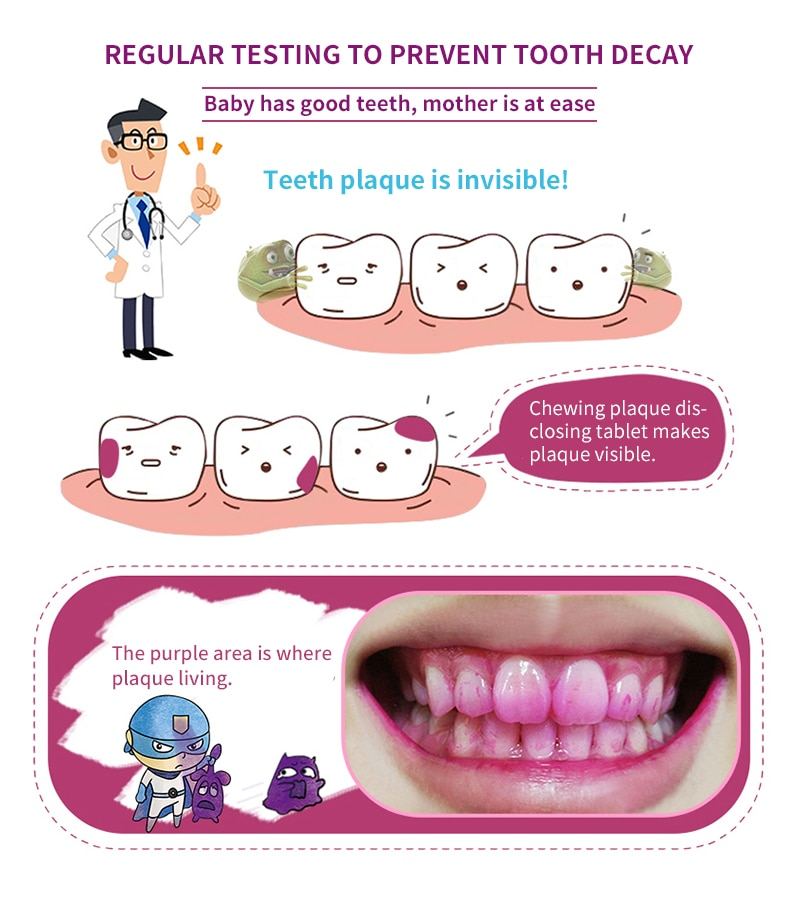 REGULAR TESTING TO PREVENT TOOTH DECAY
Baby has good teeth, mother is at ease
Teeth plaque is invisible!
Chewing plaque dis-
closing tablet makes
plaque visible.
The purple area is where
plaque living.